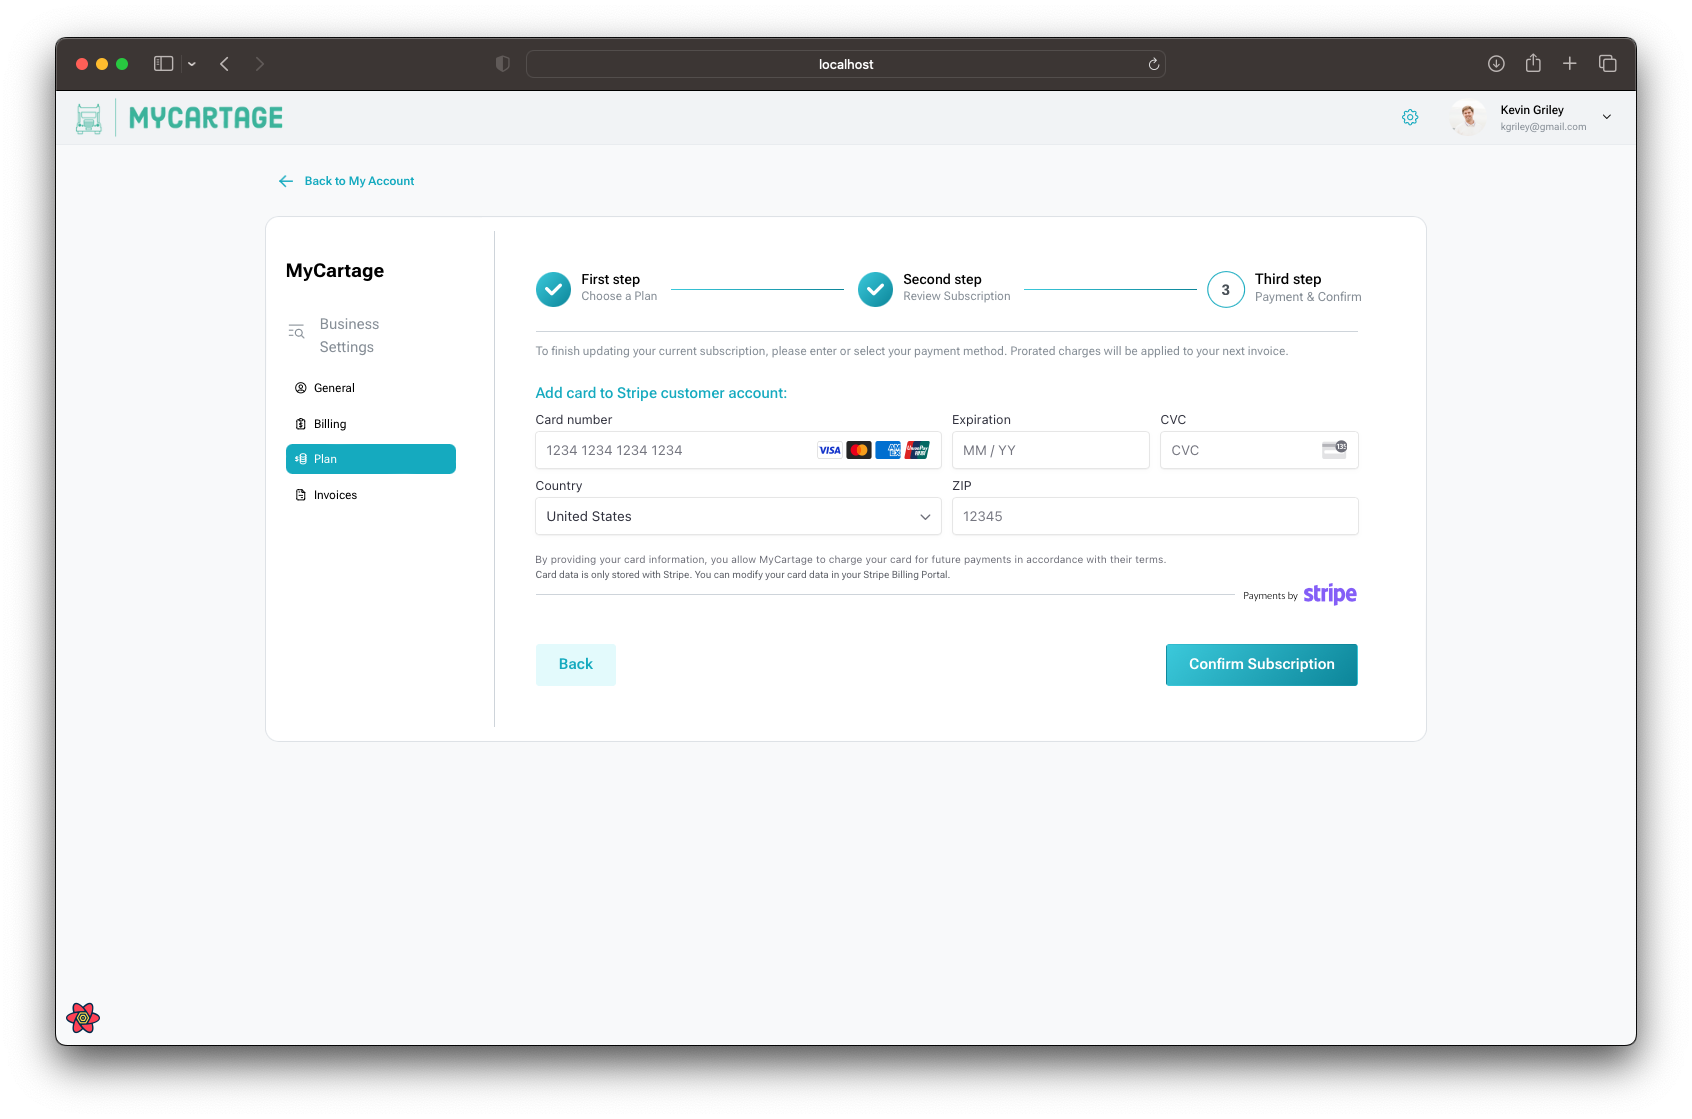 localhost
MYCARTAGE
Kevin Griley
kgriley@gmail.com
Back to My Account
MyCartage
Business
Settings
General
Billing
Plan
Invoices
First step
Choose a Plan
Second step
Review Subscription
3
Third step
Payment & Confirm
To finish updating your current subscription, please enter or select your payment method. Prorated charges will be applied to your next invoice.
Add card to Stripe customer account:
Card number
Expiration
CVC
1234 1234 1234 1234
VISA
AMEX
UnionPay
MM / YY
CVC
135
Country
ZIP
United States
12345
By providing your card information, you allow MyCartage to charge your card for future payments in accordance with their terms.
Card data is only stored with Stripe. You can modify your card data in your Stripe Billing Portal.
Payments by stripe
Back
Confirm Subscription